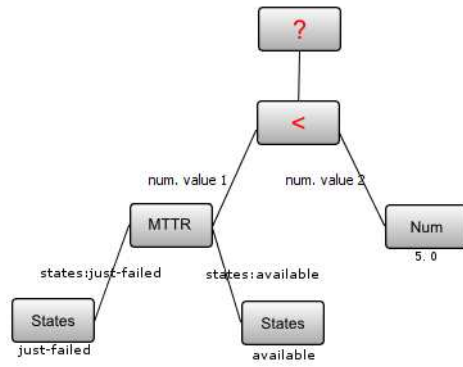 ?
<
num. value 1
num. value 2
MTTR
Num
5.0
states:just-failed
states:available
States
just-failed
States
available